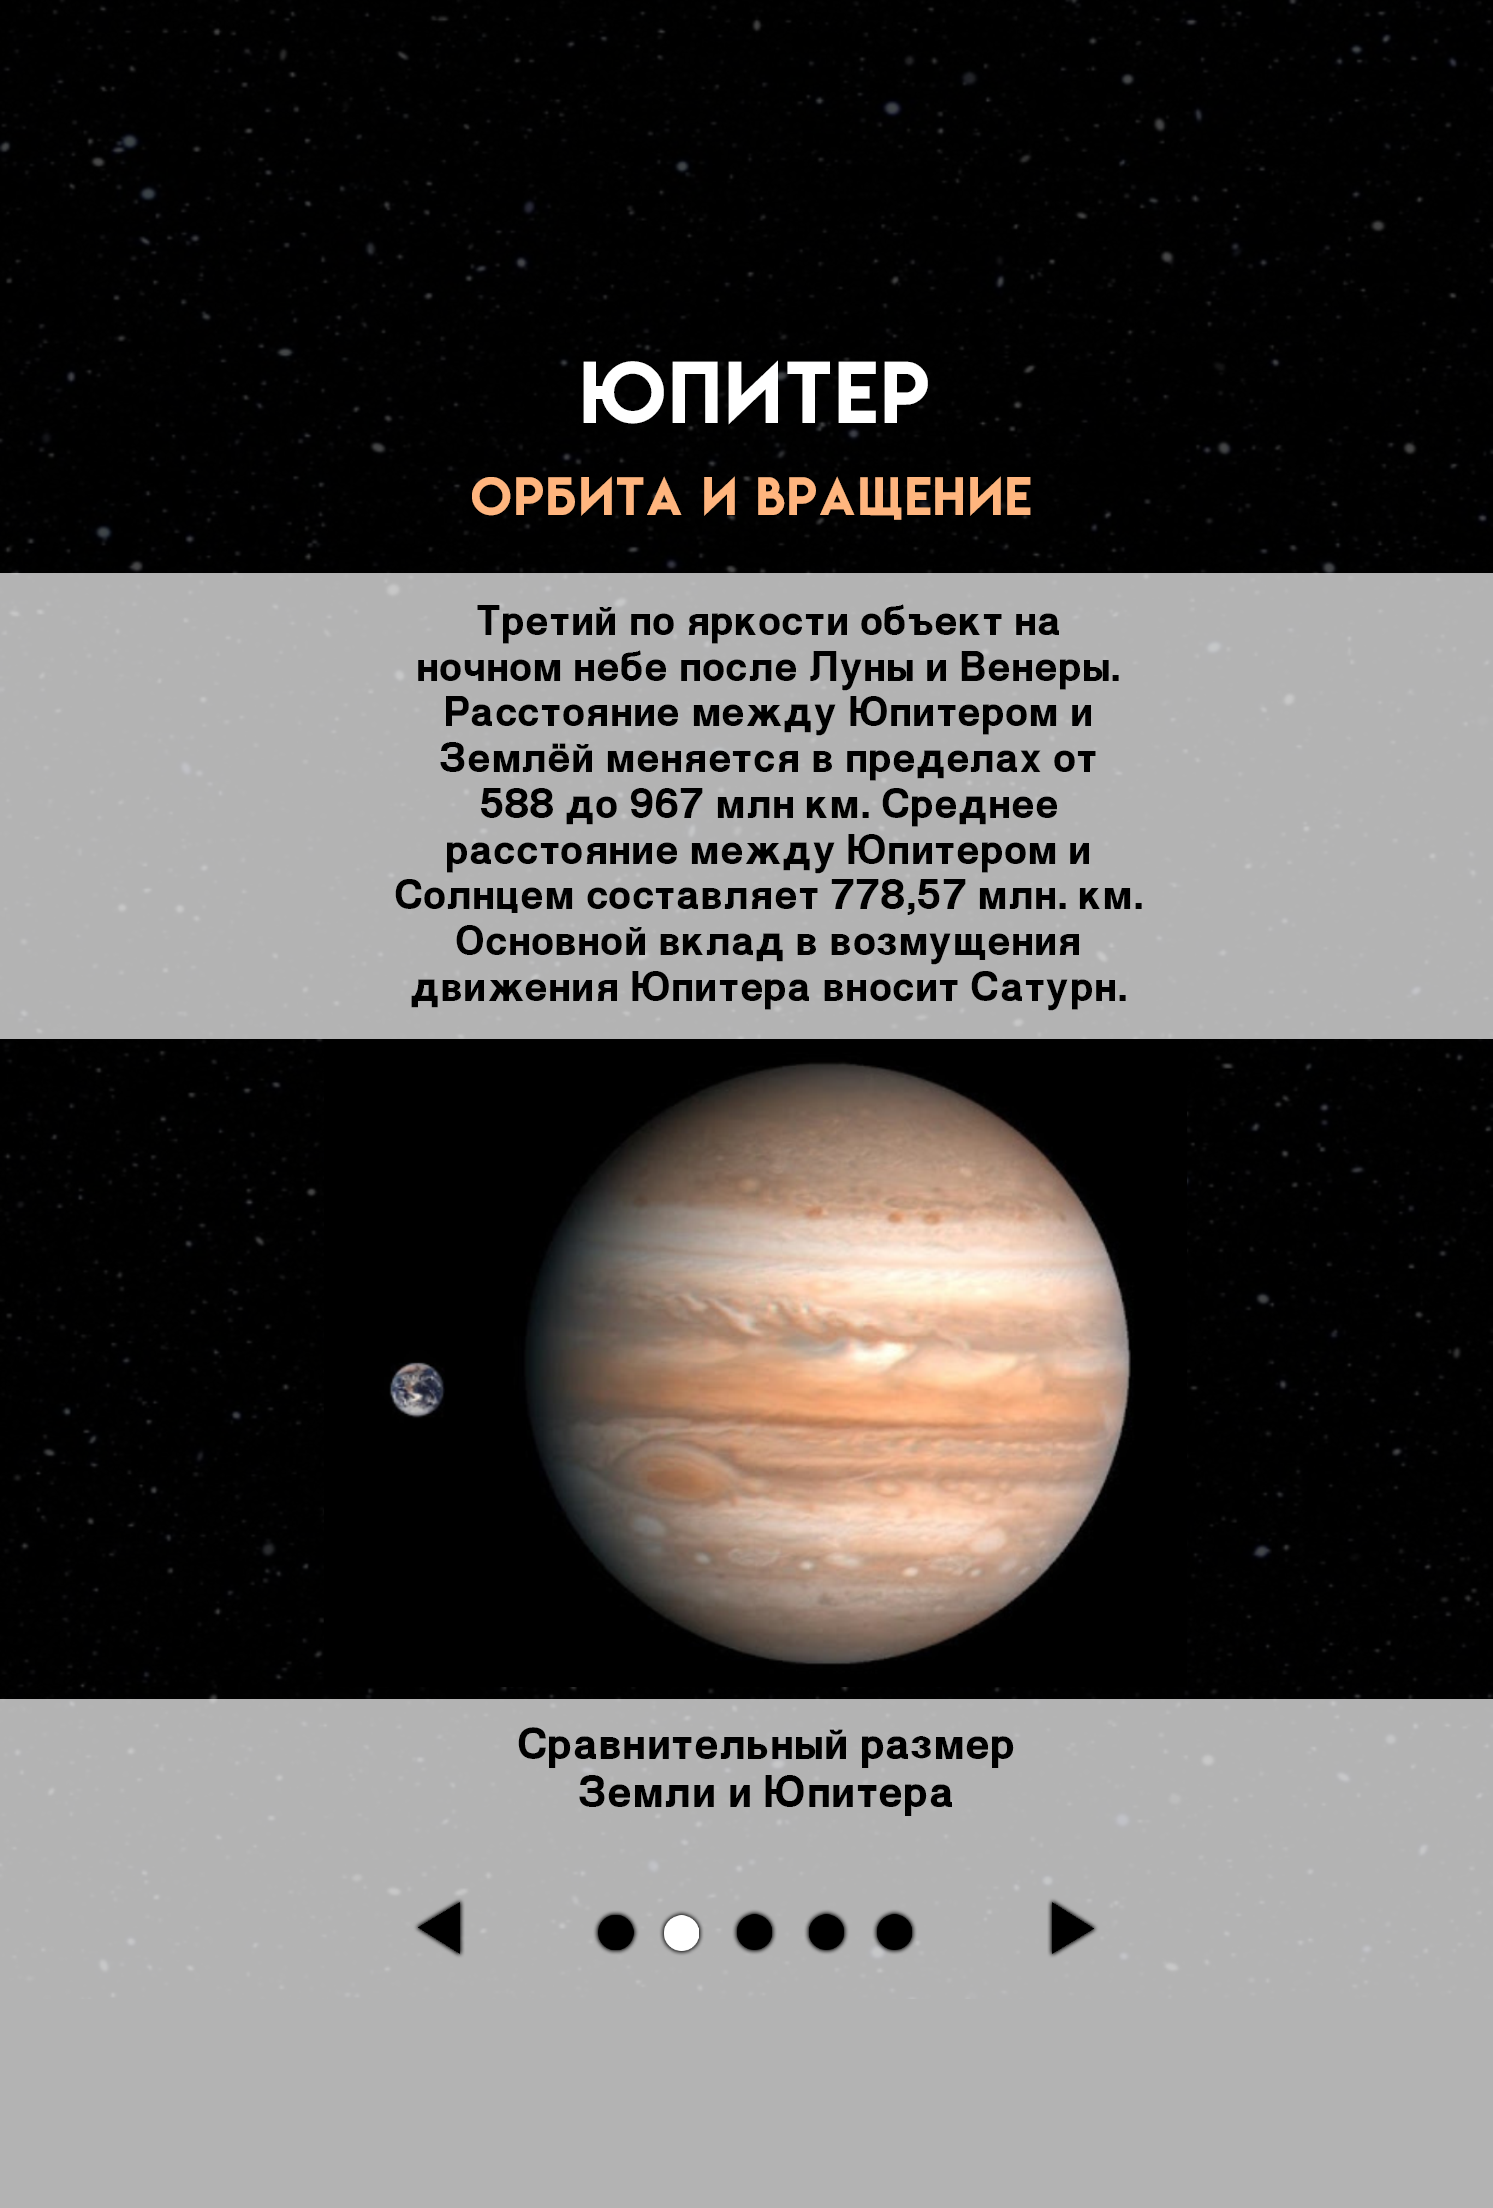 ЮПИТЕР
ОРБИТА И ВРАЩЕНИЕ
Третий по яркости объект на
ночном небе после Луны и Венеры.
Расстояние между Юпитером и
Землёй меняется в пределах от
588 до 967 млн км. Среднее
расстояние между Юпитером и
Солнцем составляет 778,57 млн. км.
Основной вклад в возмущения
движения Юпитера вносит Сатурн.
Сравнительный размер
Земли и Юпитера